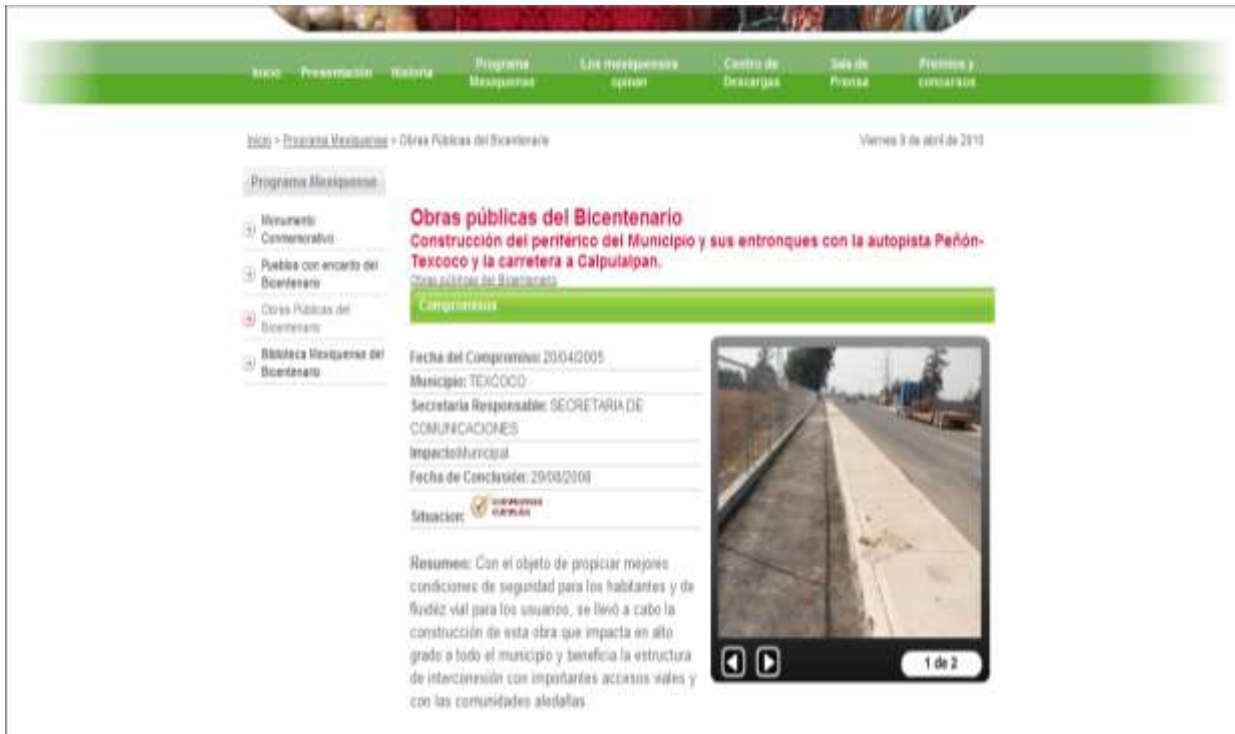 Inicio Presentación Historia Programa Mexiquense Los mexiquenses opinan Centro de Descargas Sala de Prensa Premios y concursos
Inicio > Programa Mexiquense > Obras Públicas del Bicentenario
Viernes 9 de abril de 2010
Programa Mexiquense
Monumento
Conmemorativo
Pueblos con encanto del
Bicentenario
Obras Públicas del
Bicentenario
Biblioteca Mexiquense del
Bicentenario
Obras públicas del Bicentenario
Construcción del periférico del Municipio y sus entronques con la autopista Peñón-
Texcoco y la carretera a Calpulalpan.
Obras públicas del Bicentenario
Compromisos
Fecha del Compromiso: 20/04/2005
Municipio: TEXCOCO
Secretaria Responsable: SECRETARIA DE
COMUNICACIONES
Impacto:Municipal
Fecha de Conclusión:
Situacion:
Resumen: Con el objeto de propiciar mejores
condiciones de seguridad para los habitantes y de
fluidéz vial para los usuarios, se llevó a cabo la
construcción de esta obra que impacta en alto
grado a todo el municipio y beneficia la estructura
de interconexión con importantes accesos viales y
con las comunidades aledañas.
1 de 2